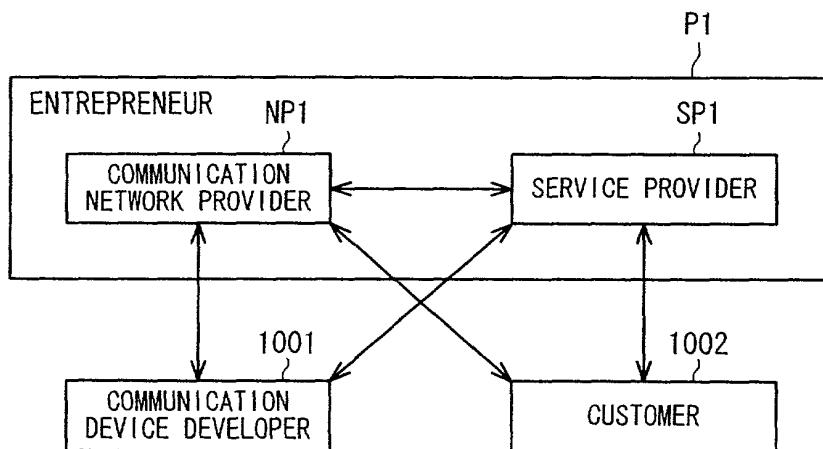 P1
ENTREPRENEUR
NP1
SP1
COMMUNICATION
NETWORK PROVIDER
SERVICE PROVIDER
1001
1002
COMMUNICATION
DEVICE DEVELOPER
CUSTOMER